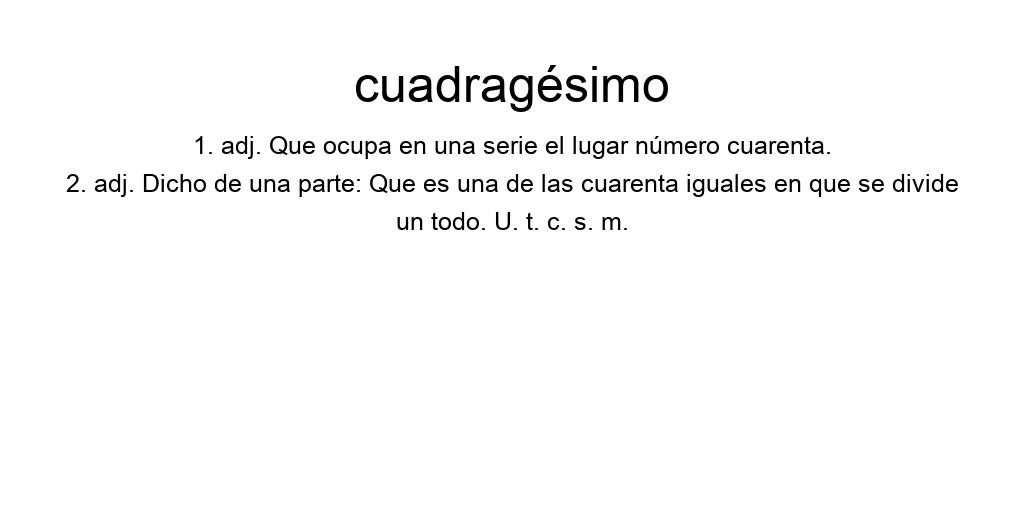 cuadragésimo
1. adj. Que ocupa en una serie el lugar número cuarenta.
2. adj. Dicho de una parte: Que es una de las cuarenta iguales en que se divide
un todo. U. t. c. s. m.